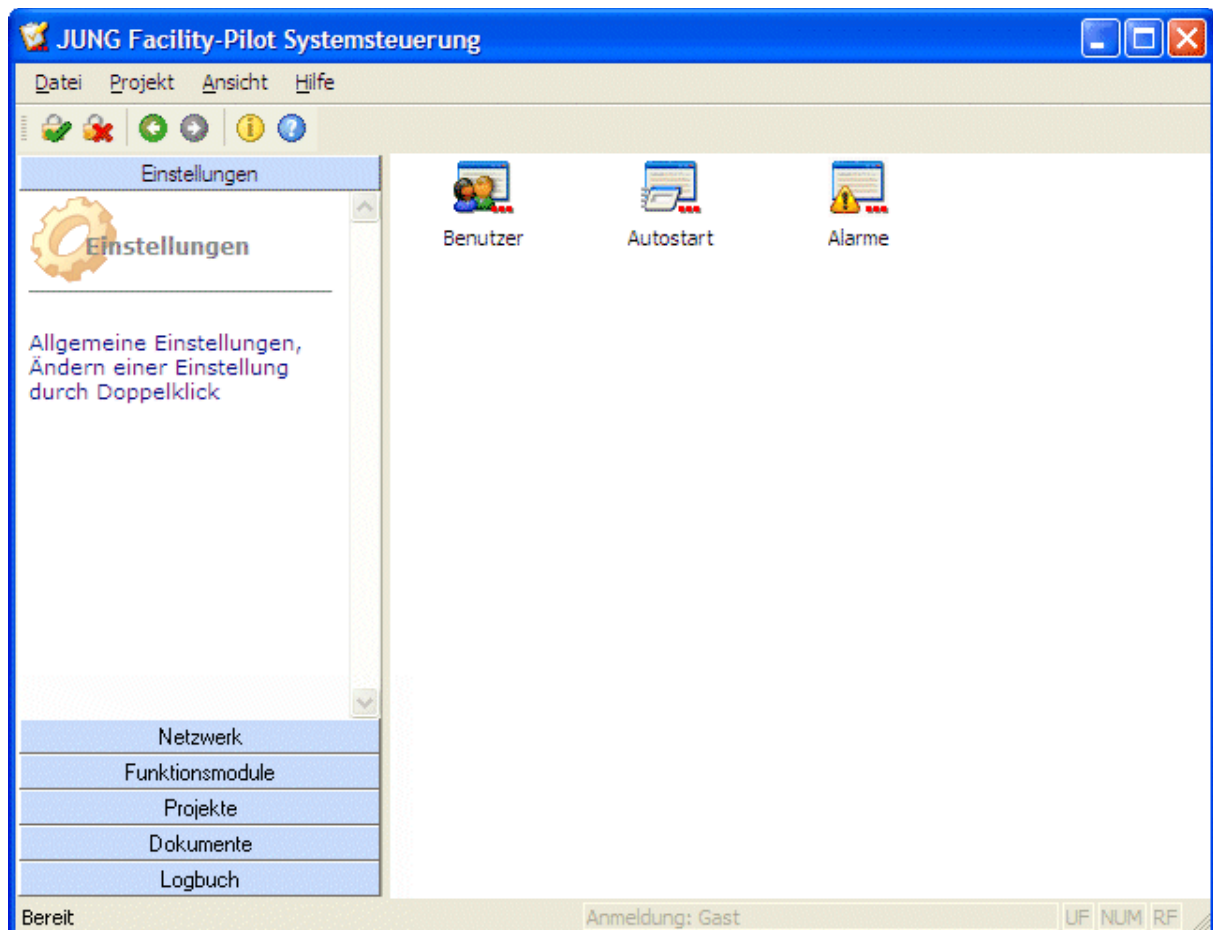 JUNG Facility-Pilot Systemsteuerung
Datei Projekt Ansicht Hilfe
Einstellungen
Einstellungen
Allgemeine Einstellungen,
Ändern einer Einstellung
durch Doppelklick
Netzwerk
Funktionsmodule
Projekte
Dokumente
Logbuch
Benutzer Autostart Alarme
Bereit Anmeldung: Gast UF NUM RF